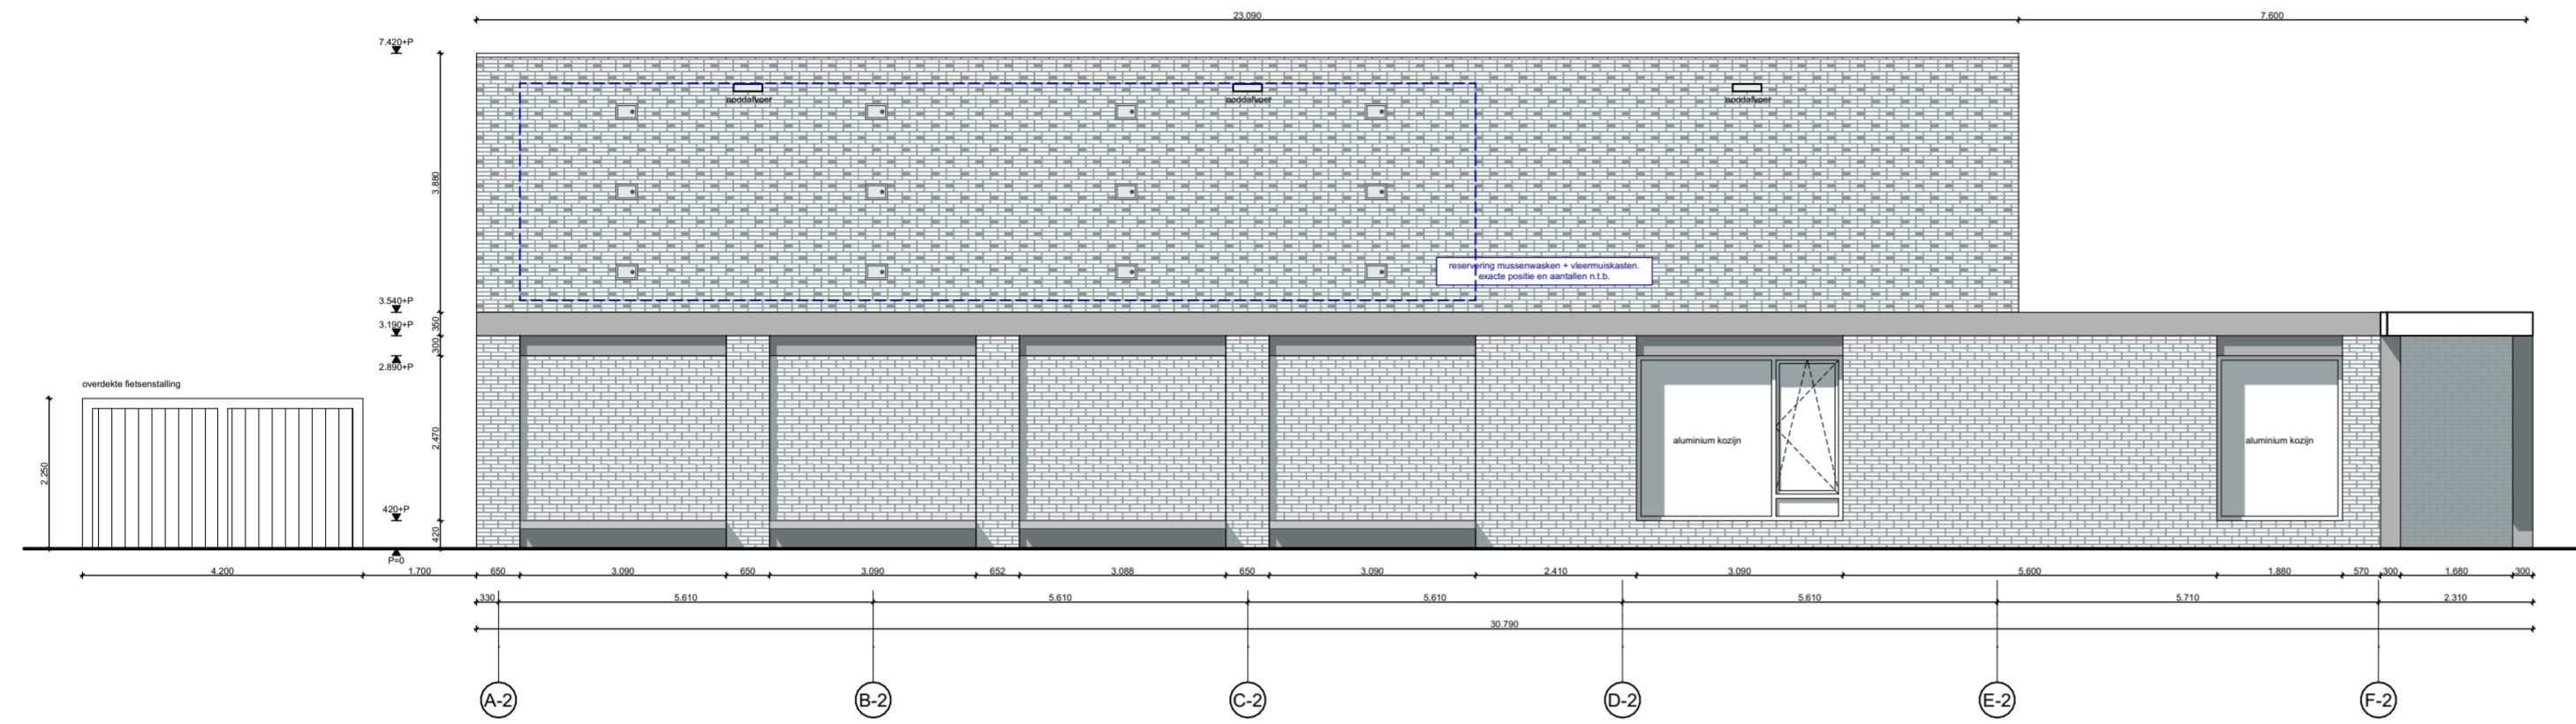 23.090
7.600
7.420+P
noodafvoer
noodafvoer
noodafvoer
3.880
reservering mussenwasken + vleermuiskasten.
exacte positie en aantallen n.t.b.
3.540+P
350
3.190+P
300
2.890+P
overdekte fietsenstalling
2.470
aluminium kozijn
aluminium kozijn
2.250
420+P
420
P=0
4.200
1.700
650
3.090
650
3.090
652
3.088
650
3.090
2.410
3.090
5.600
1.880
570
300
1.680
300
330
5.610
5.610
5.610
5.610
5.710
2.310
30.790
A-2
B-2
C-2
D-2
E-2
F-2